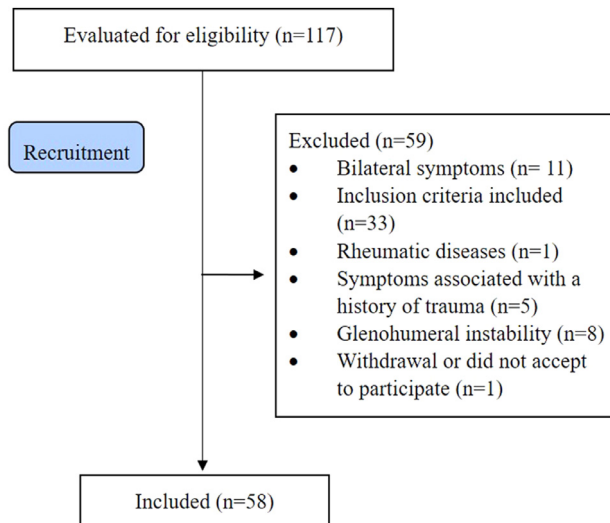 Evaluated for eligibility (n=117)
Recruitment
Excluded (n=59)
• Bilateral symptoms (n= 11)
• Inclusion criteria included
(n=33)
• Rheumatic diseases (n=1)
• Symptoms associated with a
history of trauma (n=5)
• Glenohumeral instability (n=8)
• Withdrawal or did not accept
to participate (n=1)
Included (n=58)